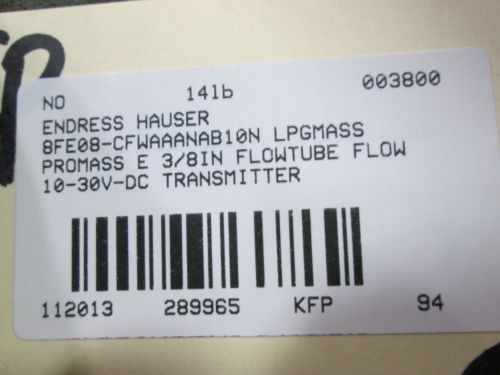 NO 14lb 003800
ENDRESS HAUSER
8FE08-CFWAAANAB10N LPGMASS
PROMASS E 3/8IN FLOWTUBE FLOW
10-30V-DC TRANSMITTER
112013 289965 KFP 94